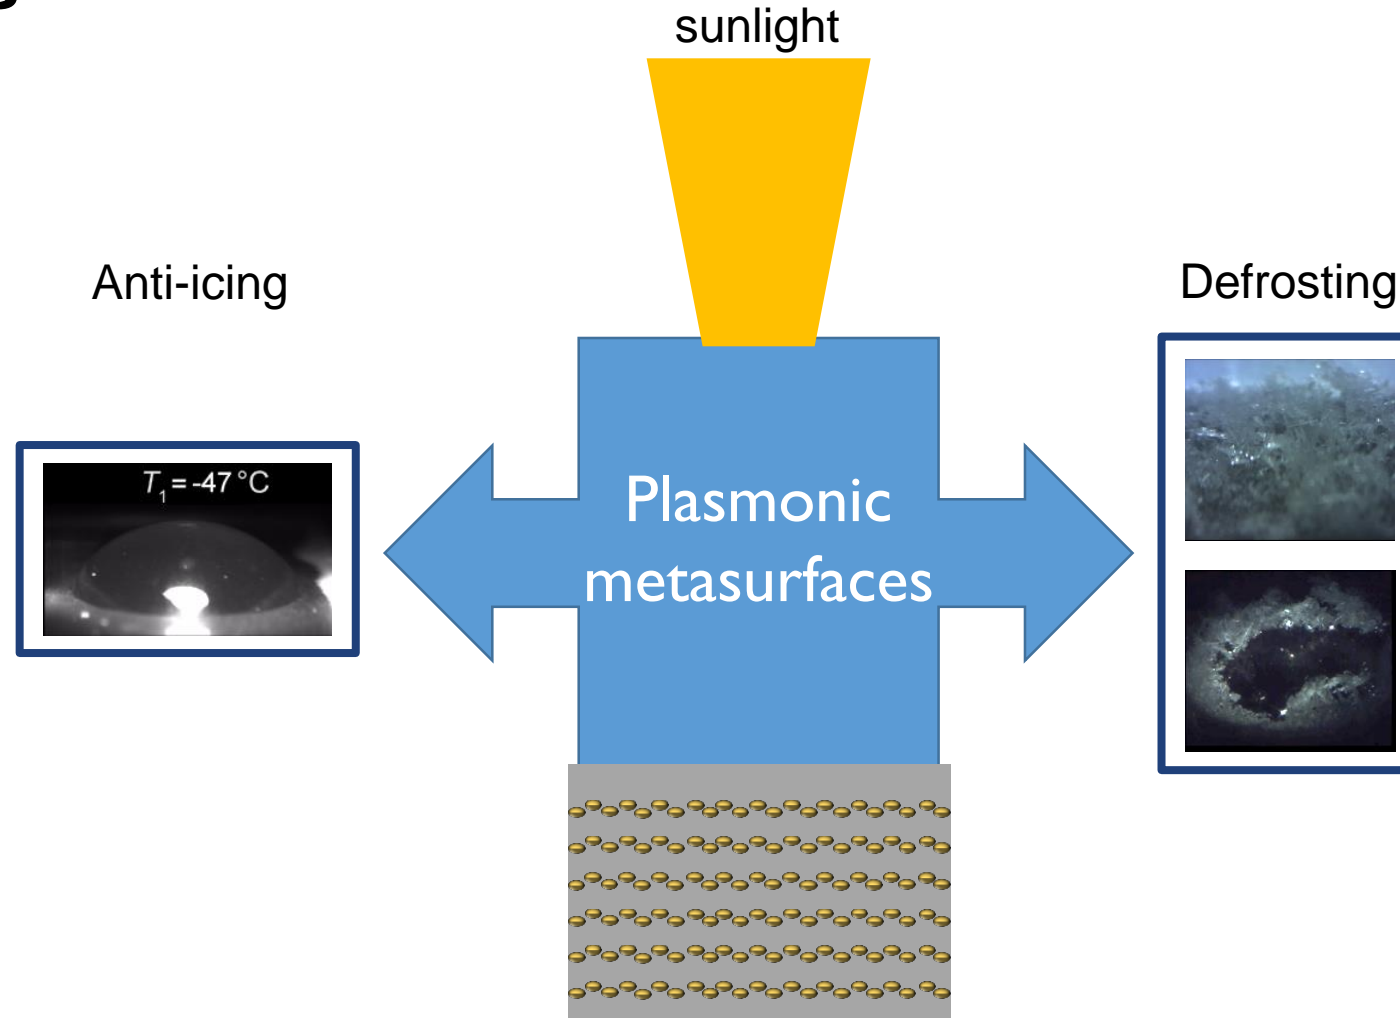 sunlight
Anti-icing
Defrosting
T₁ = -47 °C
Plasmonic
metasurfaces